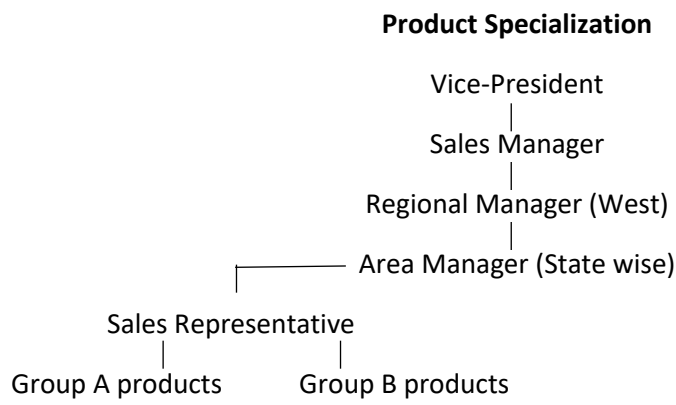 Product Specialization
Vice-President
Sales Manager
Regional Manager (West)
Area Manager (State wise)
Sales Representative
Group A products Group B products